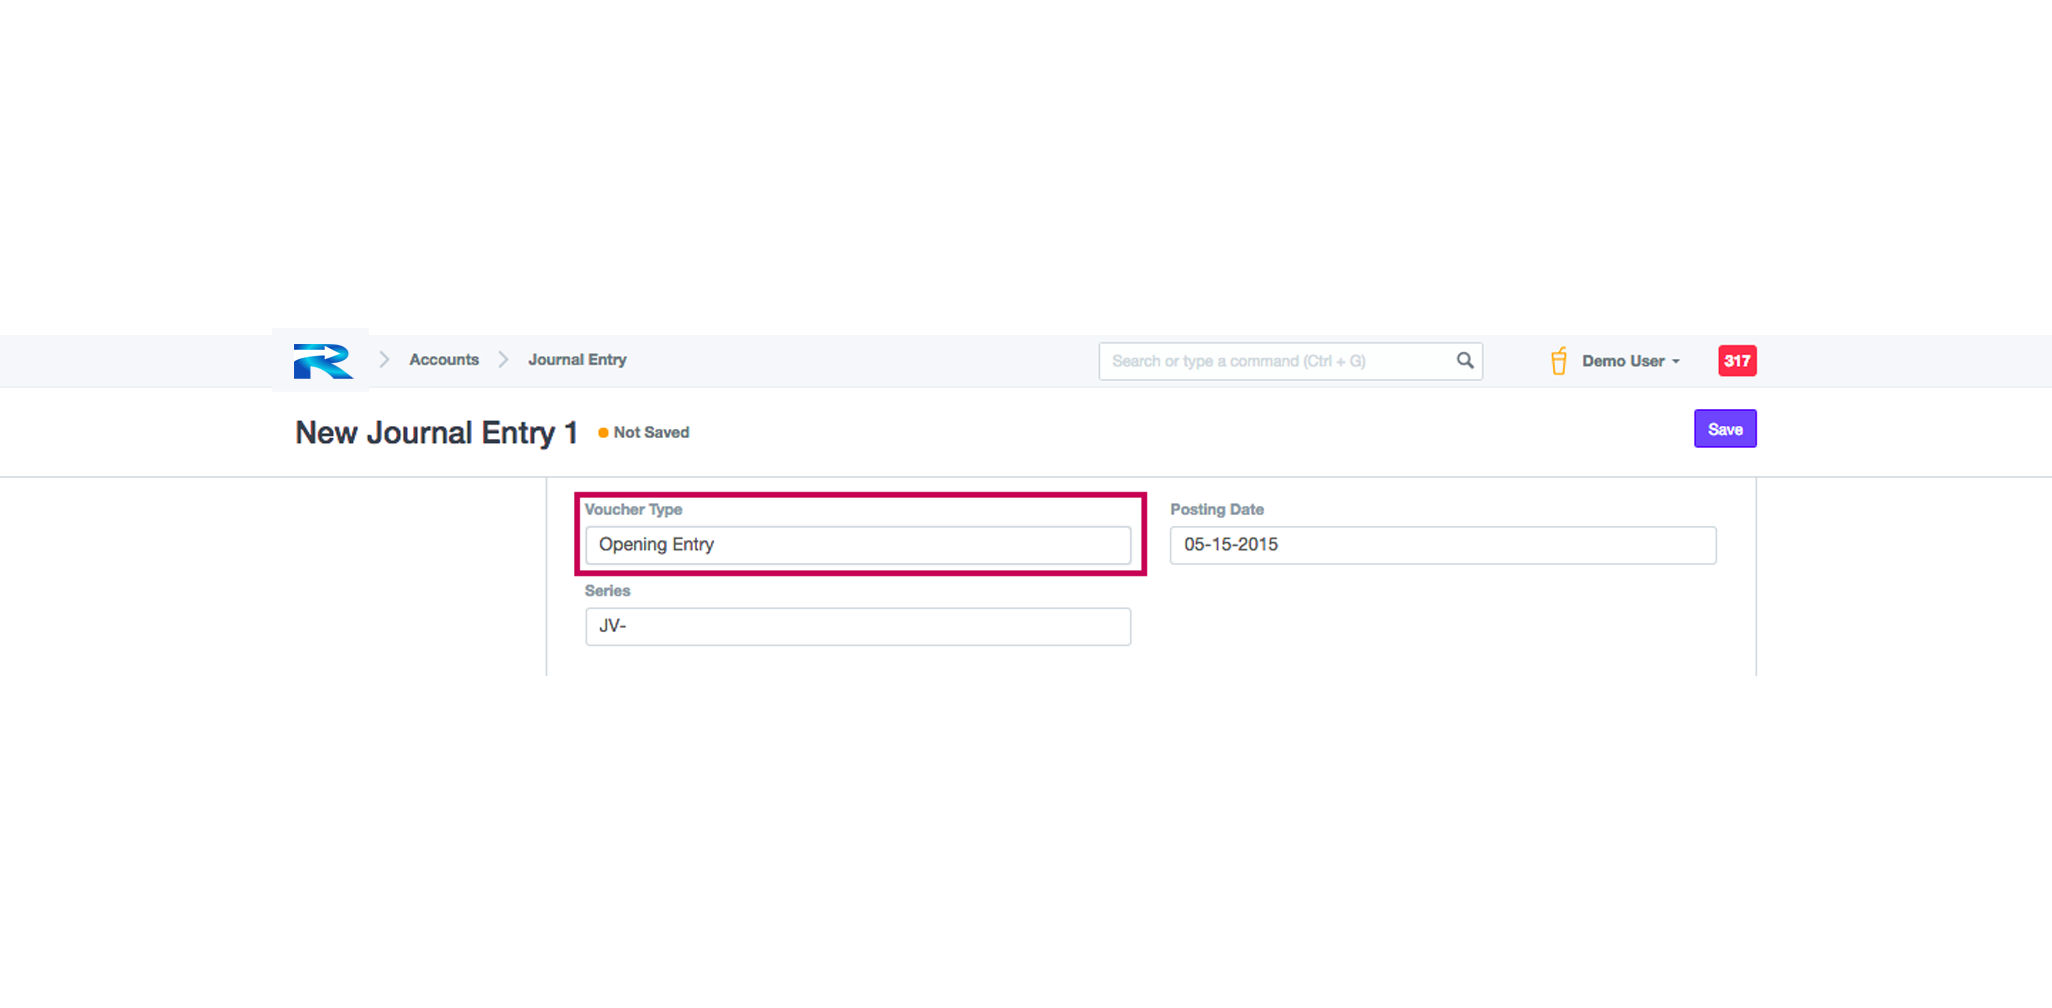 Accounts Journal Entry Search or type a command (Ctrl + G) Demo User 317
New Journal Entry 1 Not Saved Save
Voucher Type Posting Date
Opening Entry 05-15-2015
Series
JV-